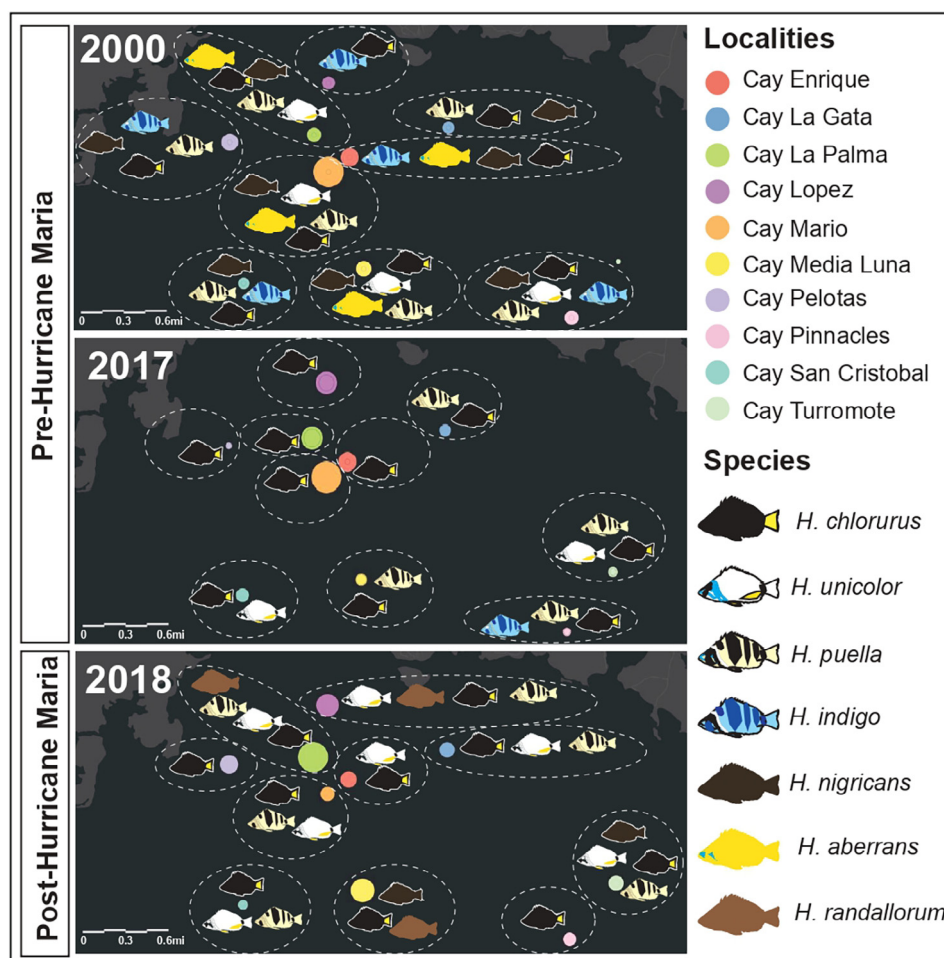 Pre-Hurricane Maria
2000
0 0.3 0.6mi
2017
0 0.3 0.6mi
Post-Hurricane Maria
2018
0 0.3 0.6mi
Localities
Cay Enrique
Cay La Gata
Cay La Palma
Cay Lopez
Cay Mario
Cay Media Luna
Cay Pelotas
Cay Pinnacles
Cay San Cristobal
Cay Turromote
Species
H. chlorurus
H. unicolor
H. puella
H. indigo
H. nigricans
H. aberrans
H. randallorum